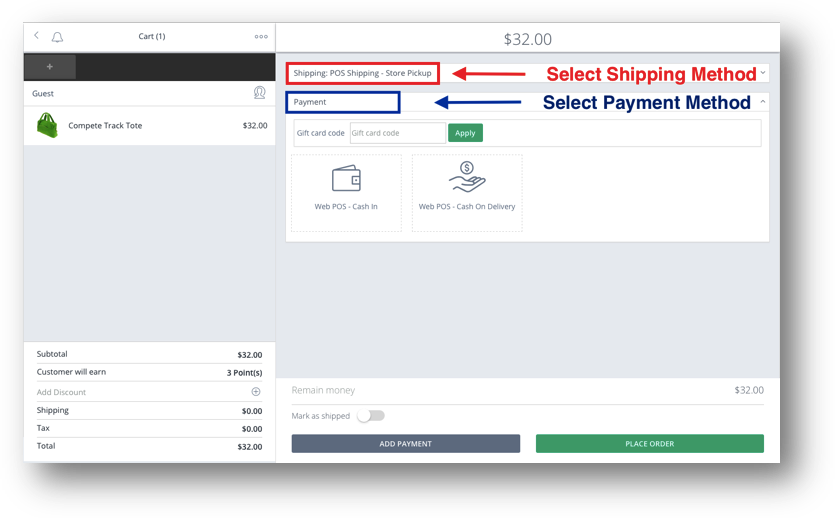 Cart (1)
$32.00
+
Guest
Compete Track Tote
$32.00
Subtotal
$32.00
Customer will earn
3 Point(s)
Add Discount
Shipping
$0.00
Tax
$0.00
Total
$32.00
Shipping: POS Shipping - Store Pickup
Select Shipping Method
Payment
Select Payment Method
Gift card code
Gift card code
Apply
Web POS - Cash In
Web POS - Cash On Delivery
Remain money
$32.00
Mark as shipped
ADD PAYMENT
PLACE ORDER